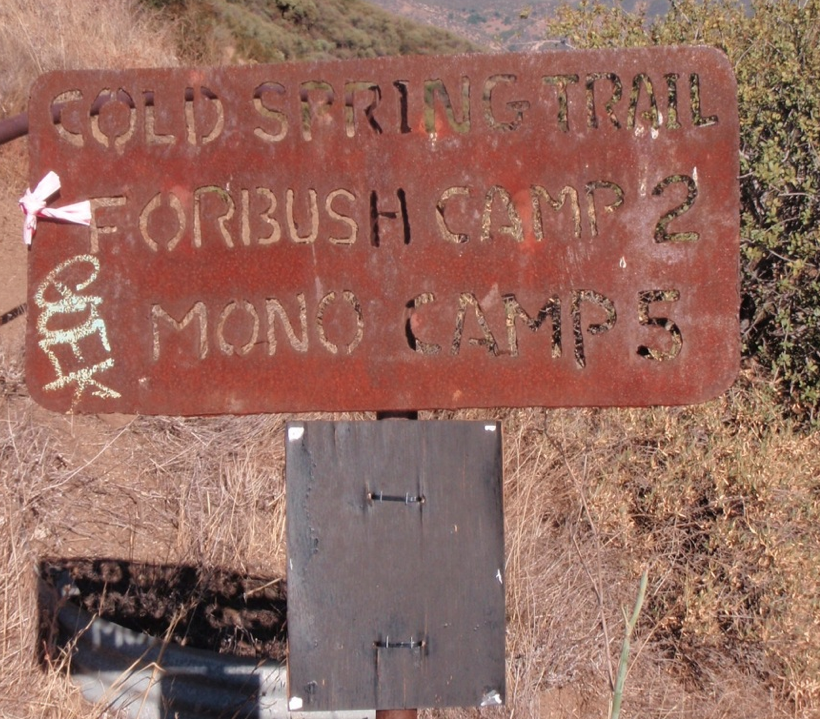 COLD SPRING TRAIL
FORBUSH CAMP 2
MONO CAMP 5